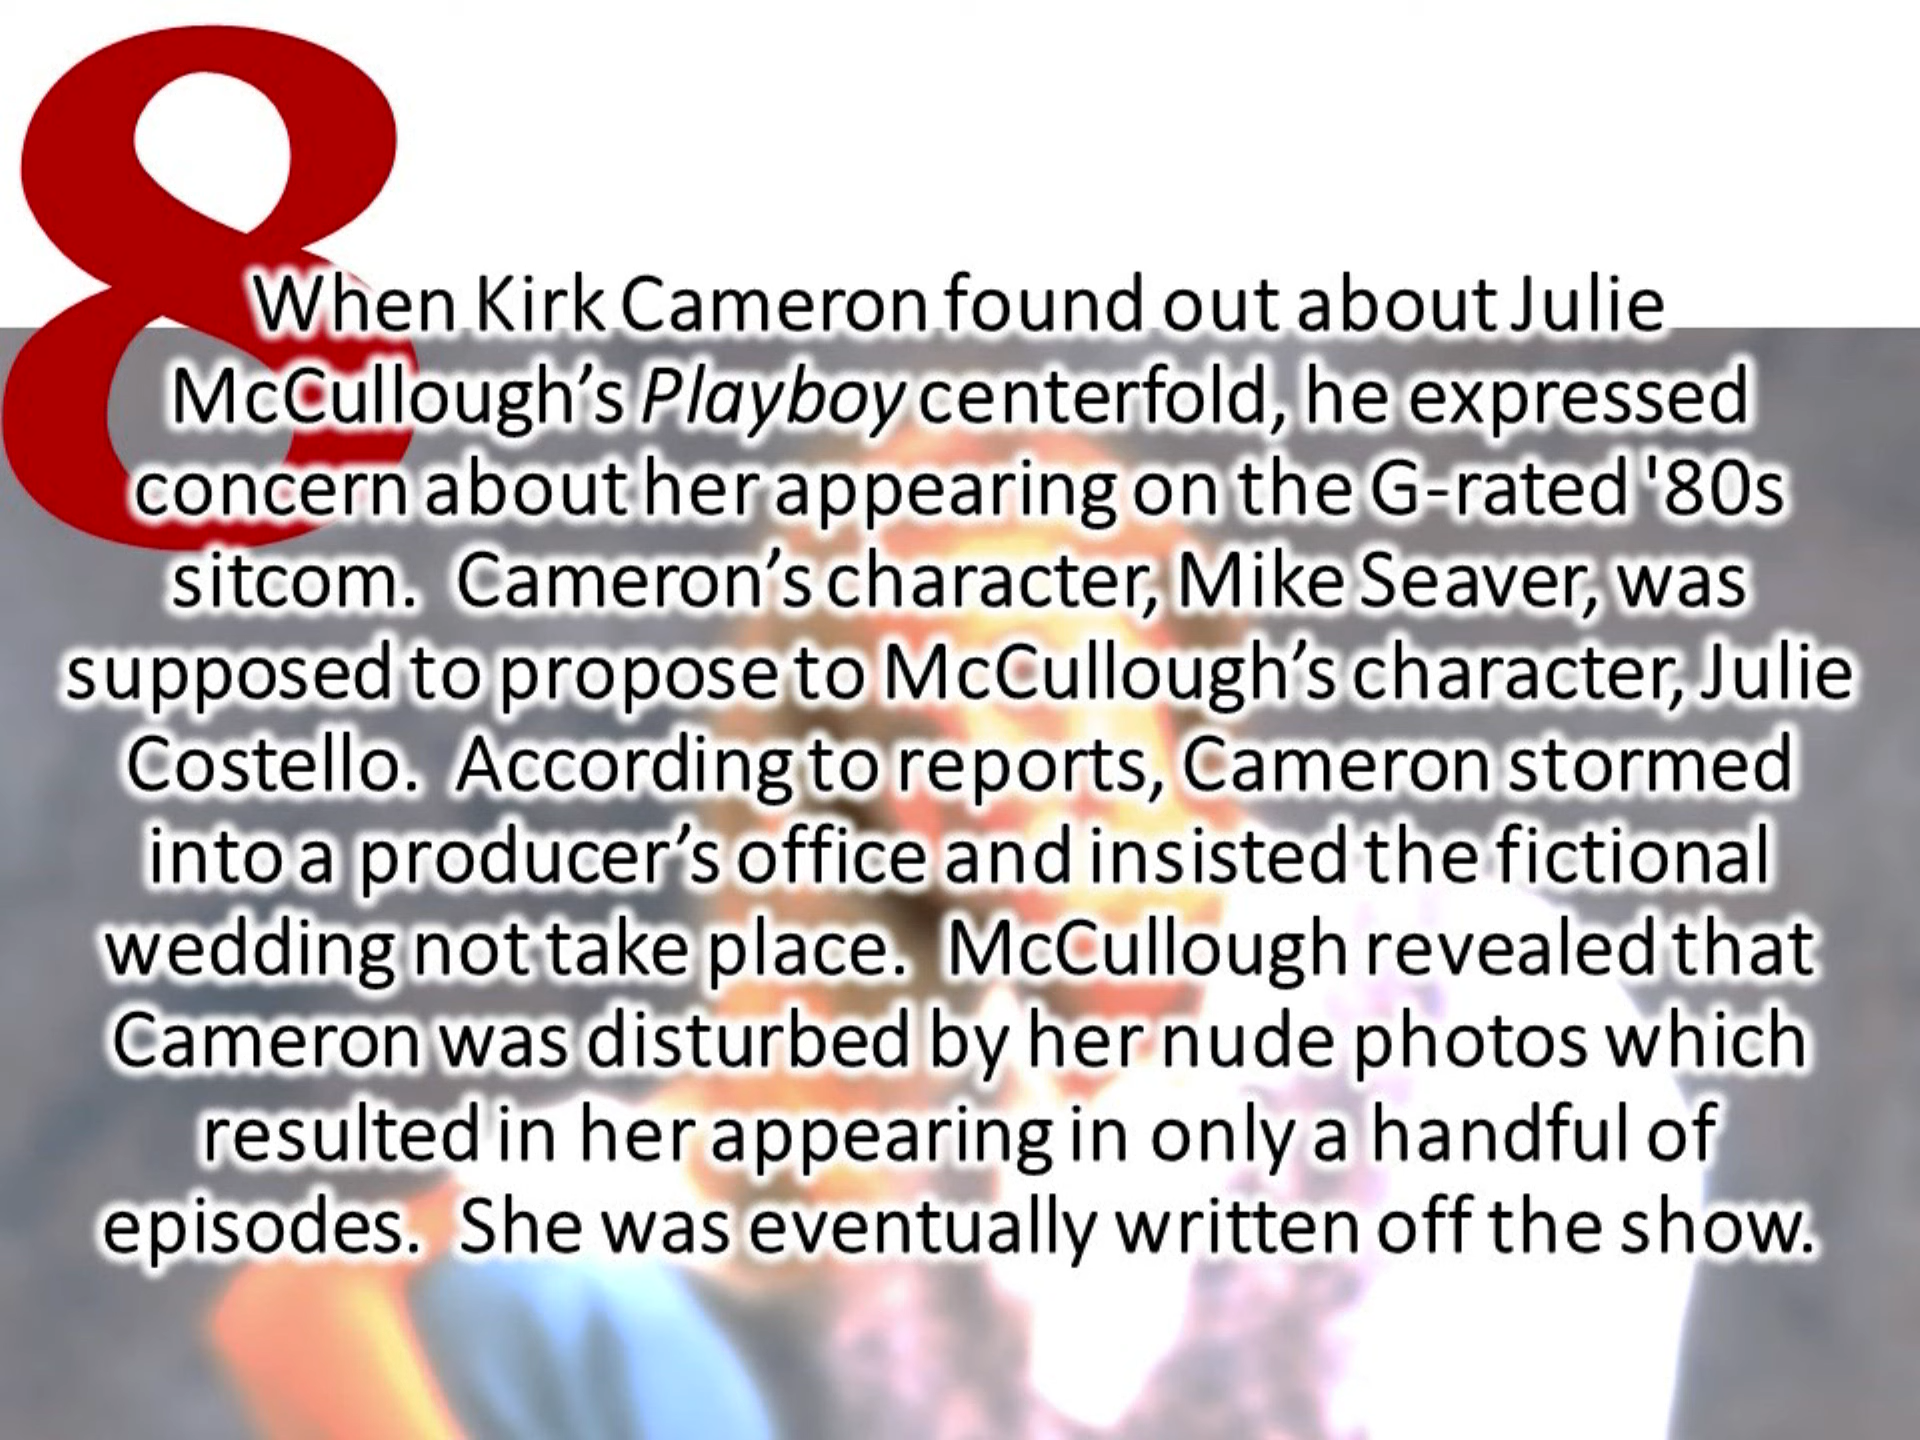 8
When Kirk Cameron found out about Julie
McCullough’s Playboy centerfold, he expressed
concern about her appearing on the G-rated '80s
sitcom.  Cameron’s character, Mike Seaver, was
supposed to propose to McCullough’s character, Julie
Costello.  According to reports, Cameron stormed
into a producer’s office and insisted the fictional
wedding not take place.  McCullough revealed that
Cameron was disturbed by her nude photos which
resulted in her appearing in only a handful of
episodes.  She was eventually written off the show.